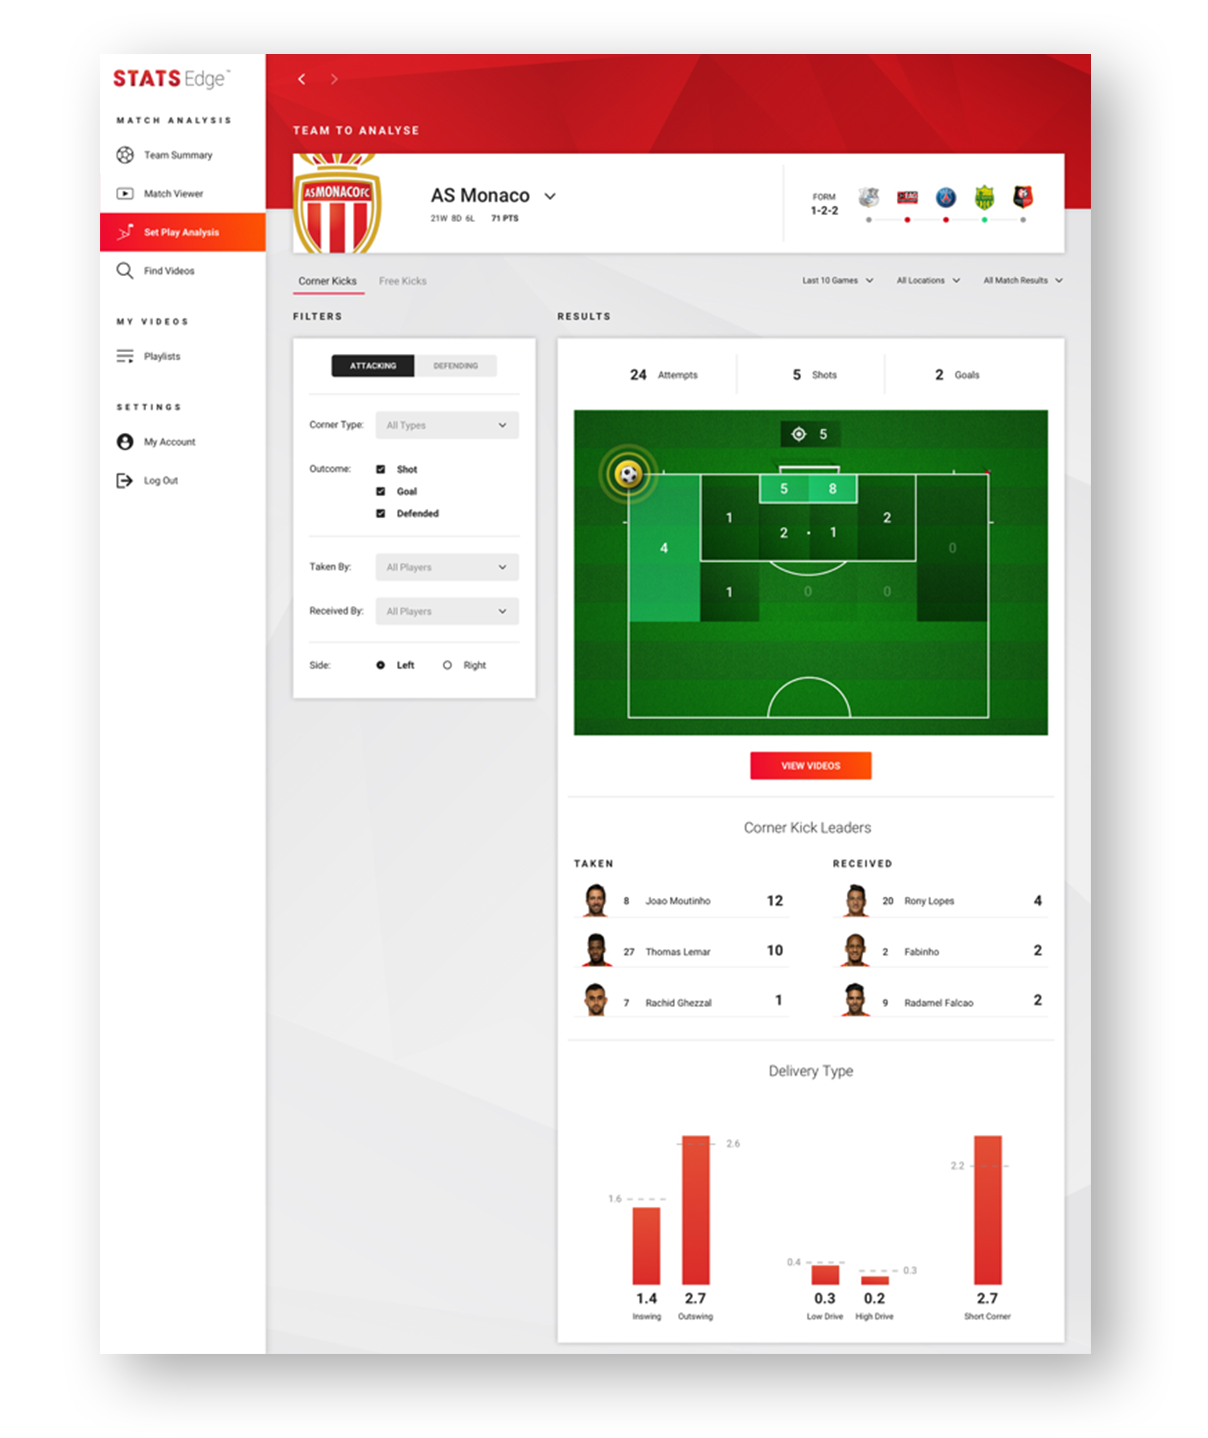 STATS Edge™
MATCH ANALYSIS
Team Summary
Match Viewer
Set Play Analysis
Find Videos
MY VIDEOS
Playlists
SETTINGS
My Account
Log Out
TEAM TO ANALYSE
ASMONACOFC
AS Monaco
21W 8D 6L 71 PTS
FORM
1-2-2
EAG
Corner Kicks Free Kicks
Last 10 Games All Locations All Match Results
FILTERS
ATTACKING DEFENDING
Corner Type: All Types
Outcome: Shot
Goal
Defended
Taken By: All Players
Received By: All Players
Side: Left Right
RESULTS
24 Attempts 5 Shots 2 Goals
5
5 8
1 2
2 1
4 0
1 0 0
VIEW VIDEOS
Corner Kick Leaders
TAKEN
8 Joao Moutinho 12
27 Thomas Lemar 10
7 Rachid Ghezzal 1
RECEIVED
20 Rony Lopes 4
2 Fabinho 2
9 Radamel Falcao 2
Delivery Type
1.6 2.6 0.4 0.3 2.2
1.4 2.7 0.3 0.2 2.7
Inswing Outswing Low Drive High Drive Short Corner